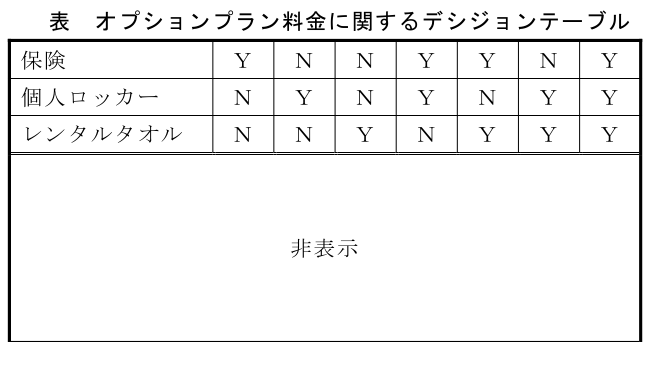 表　オプションプラン料金に関するデシジョンテーブル
保険 Y N N Y Y N Y
個人ロッカー N Y N Y N Y Y
レンタルタオル N N Y N Y Y Y
非表示